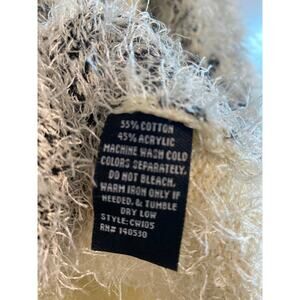 55% COTTON
45% ACRYLIC
MACHINE WASH COLD
COLORS SEPARATELY,
DO NOT BLEACH,
WARM IRON ONLY IF
NEEDED, & TUMBLE
DRY LOW
STYLE: CW105
RN# 140530